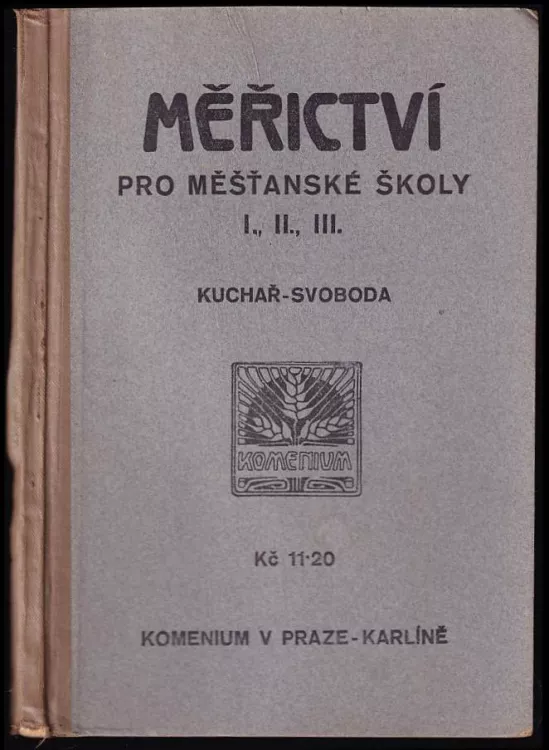 MĚŘICTVÍ
PRO MĚŠŤANSKÉ ŠKOLY
I., II., III.
KUCHAŘ-SVOBODA
KOMENIUM
Kč 11·20
KOMENIUM V PRAZE-KARLÍNĚ